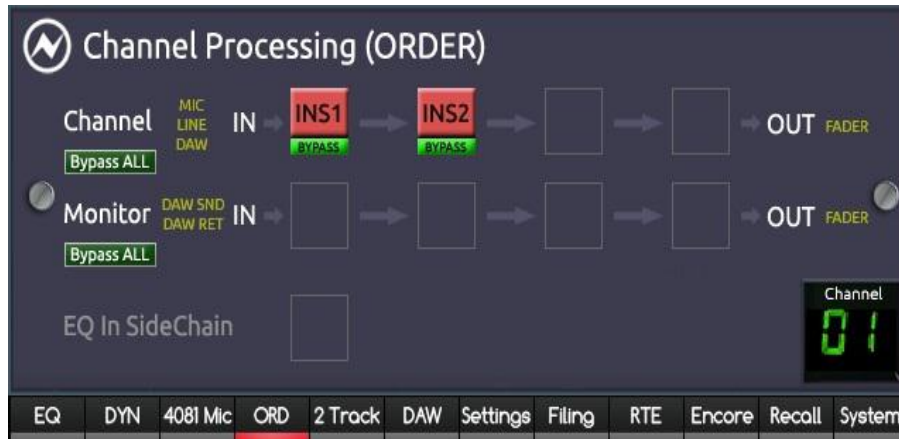 Channel Processing (ORDER)
Channel MIC LINE DAW IN INS1 INS2 OUT FADER
BYPASS BYPASS
Bypass ALL
Monitor DAW SND DAW RET IN OUT FADER
Bypass ALL
EQ In SideChain
Channel
01
EQ DYN 4081 Mic ORD 2 Track DAW Settings Filing RTE Encore Recall System